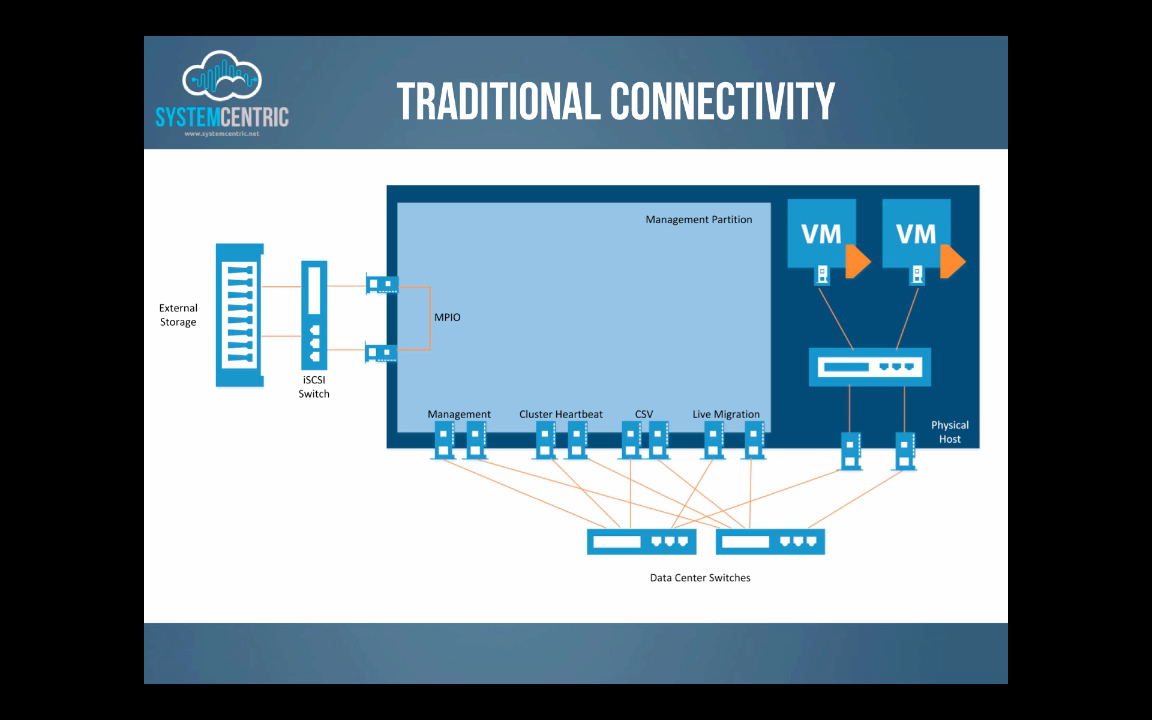 SYSTEMCENTRIC
www.systemcentric.net
TRADITIONAL CONNECTIVITY
Management Partition
VM
VM
External
Storage
MPIO
iSCSI
Switch
Management
Cluster Heartbeat
CSV
Live Migration
Physical
Host
Data Center Switches